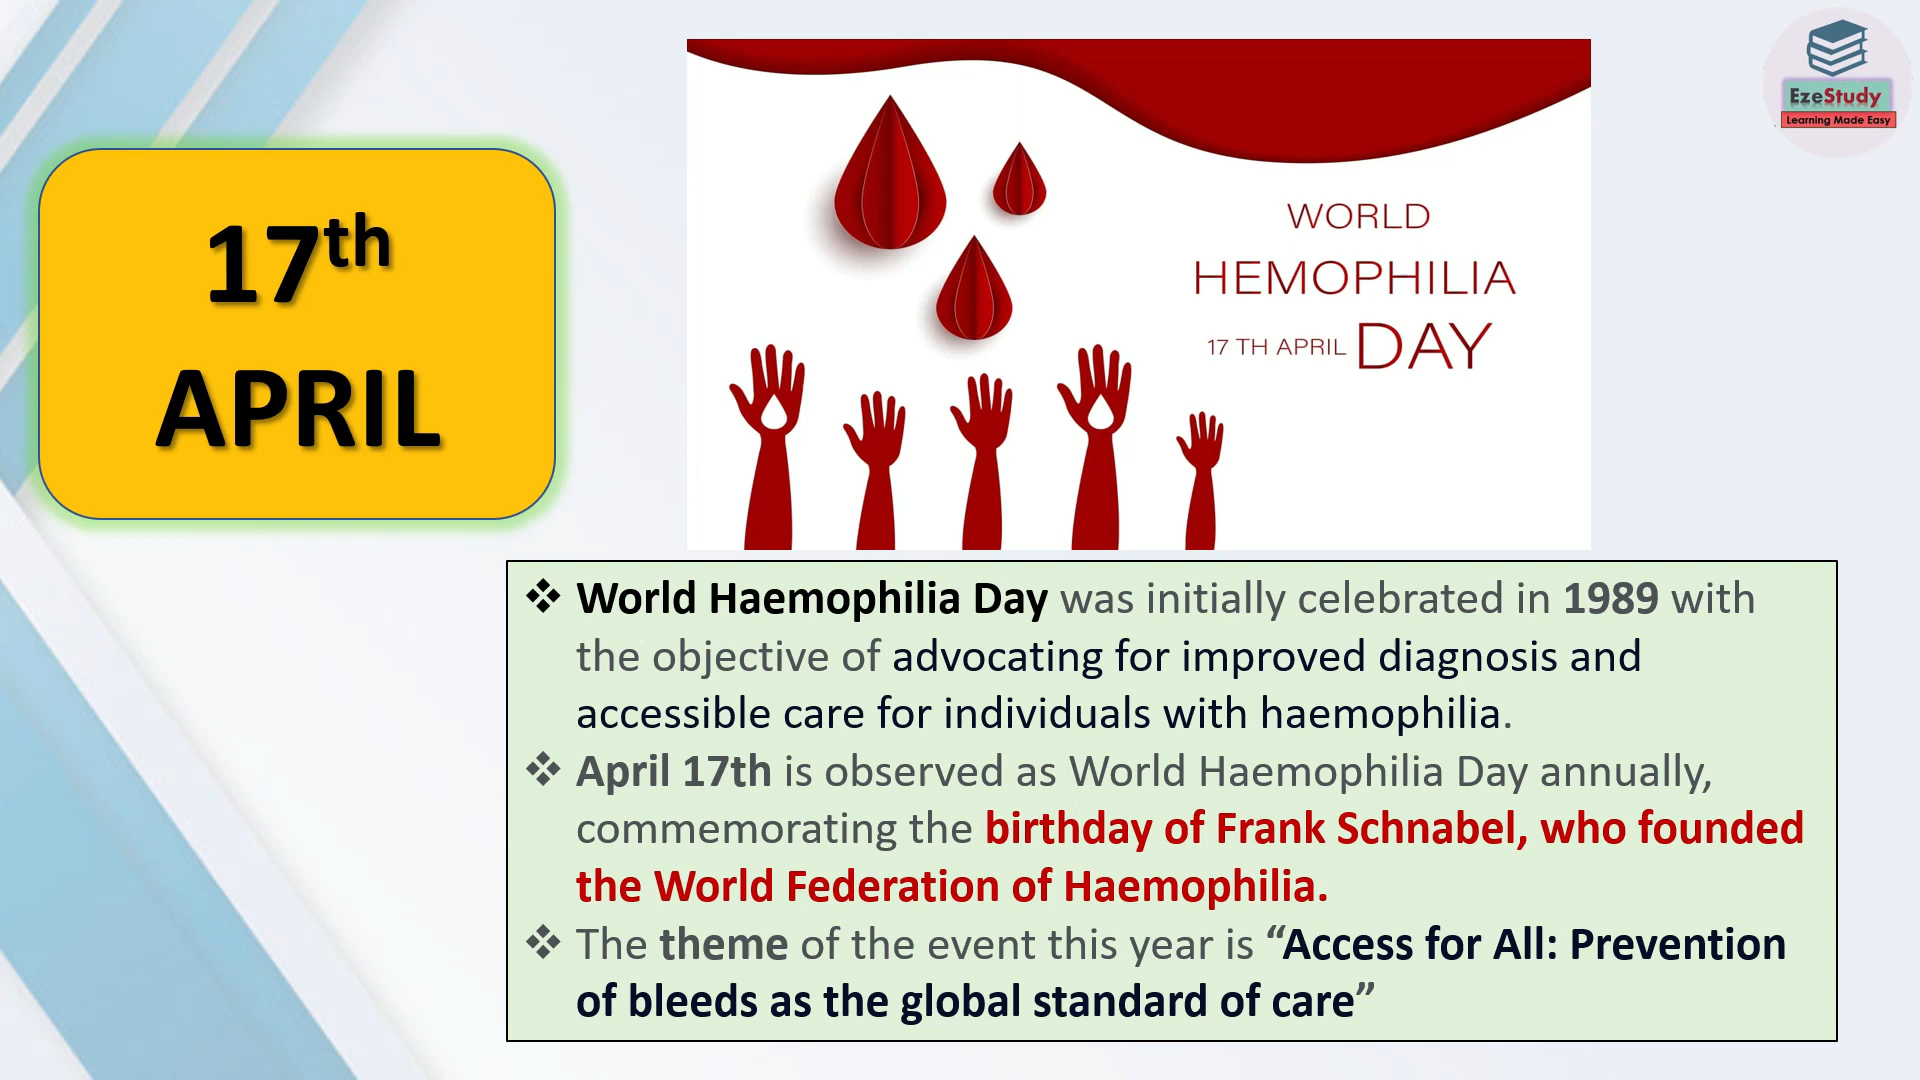 EzeStudy
Learning Made Easy
17th
APRIL
WORLD
HEMOPHILIA
17 TH APRIL DAY
❖ World Haemophilia Day was initially celebrated in 1989 with
the objective of advocating for improved diagnosis and
accessible care for individuals with haemophilia.
❖ April 17th is observed as World Haemophilia Day annually,
commemorating the birthday of Frank Schnabel, who founded
the World Federation of Haemophilia.
❖ The theme of the event this year is “Access for All: Prevention
of bleeds as the global standard of care”